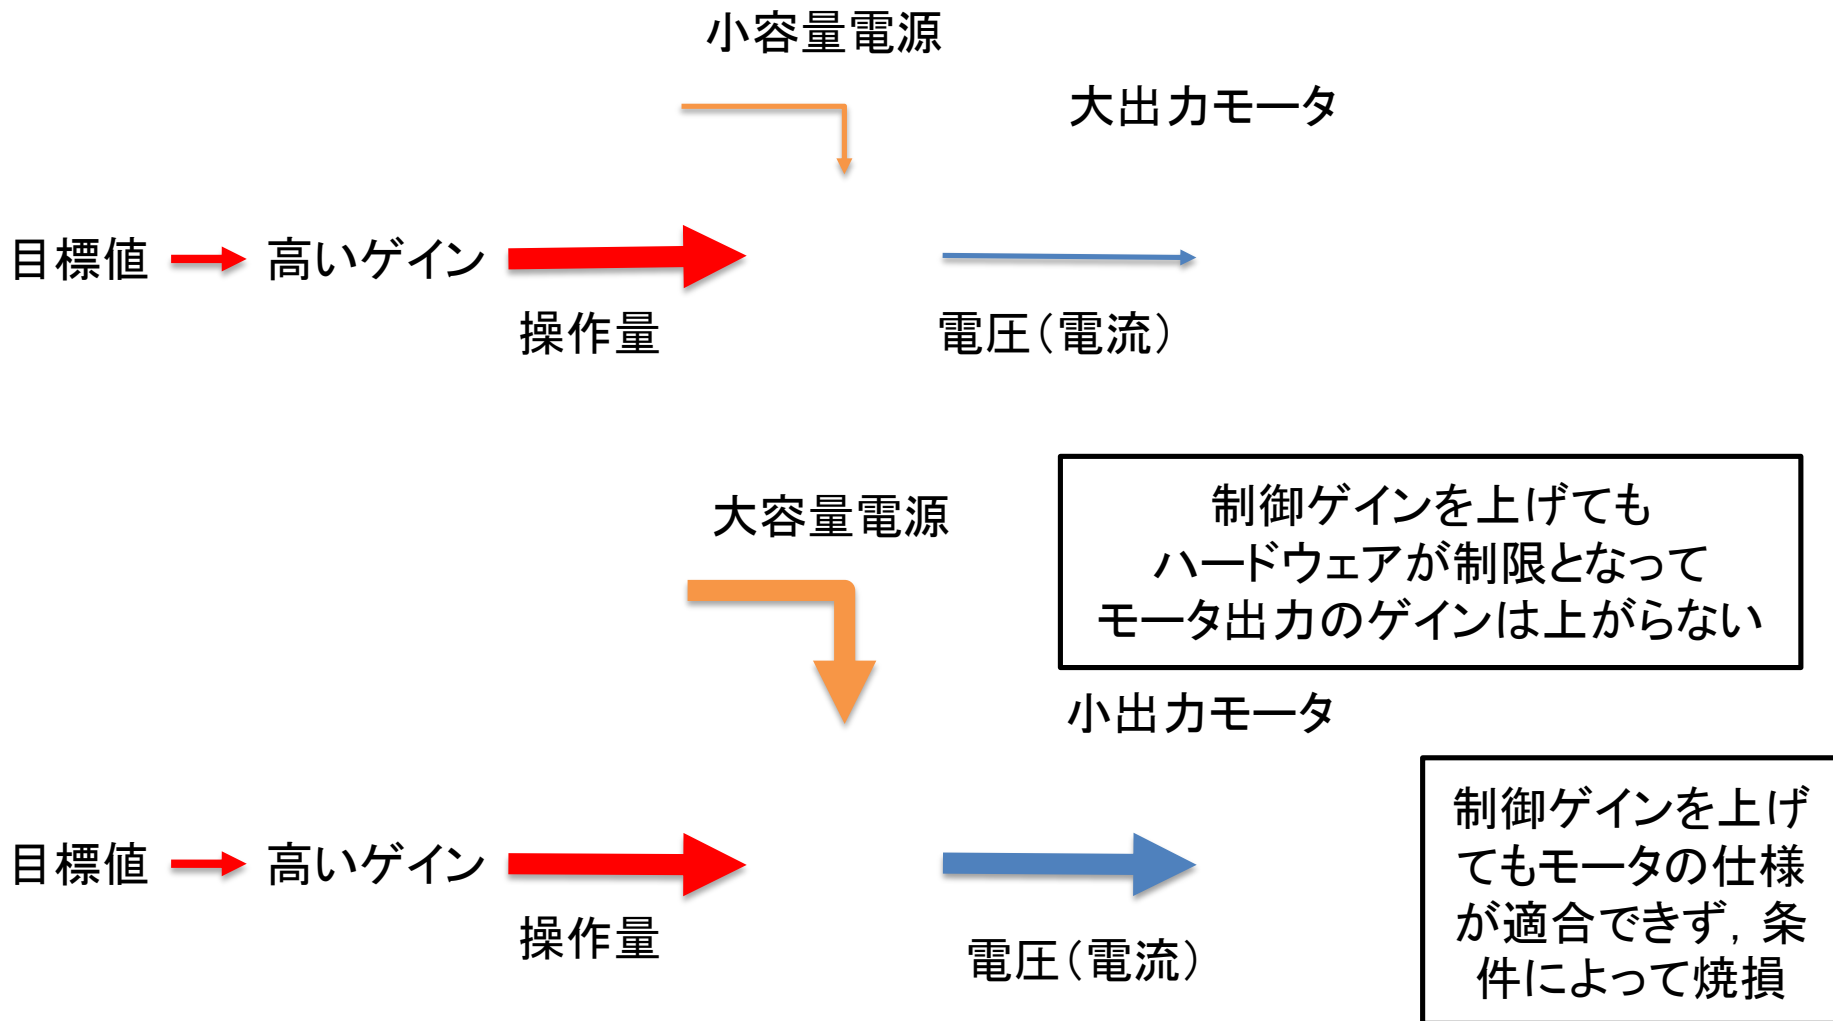 小容量電源
大出力モータ
目標値
高いゲイン
操作量
電圧（電流）
制御ゲインを上げても
ハードウェアが制限となって
モータ出力のゲインは上がらない
大容量電源
小出力モータ
目標値
高いゲイン
操作量
電圧（電流）
制御ゲインを上げ
てもモータの仕様
が適合できず，条
件によって焼損